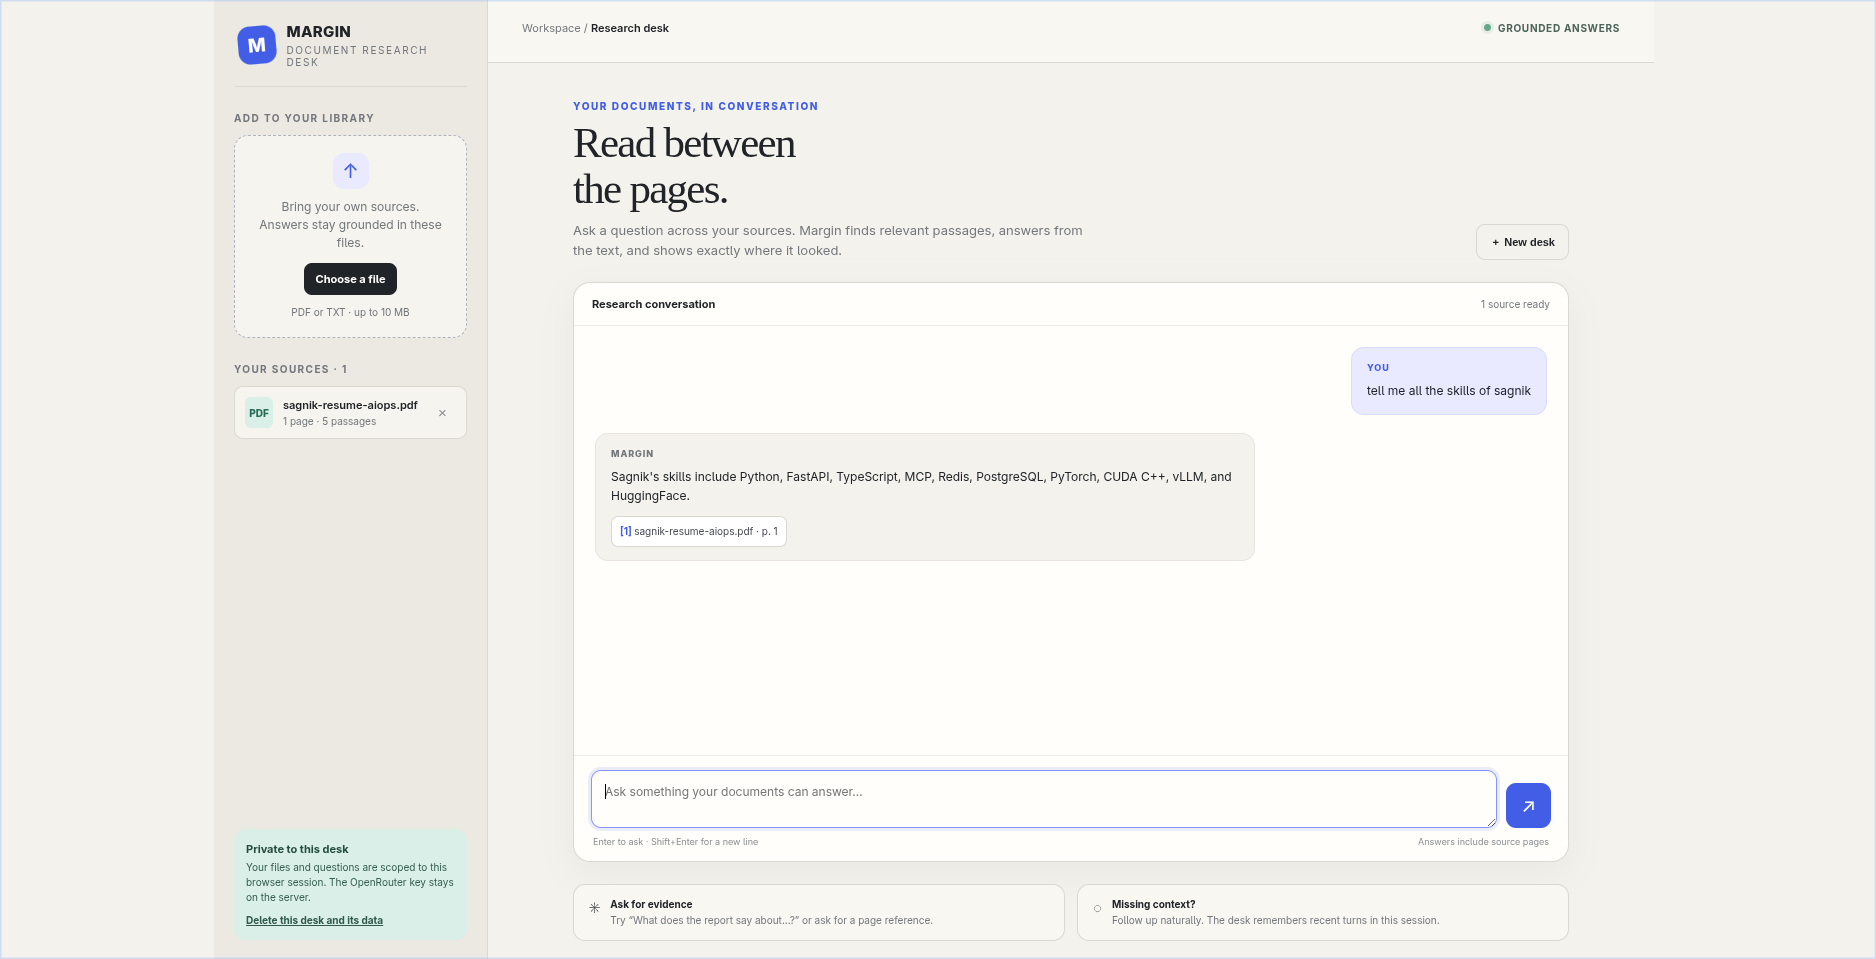 M
MARGIN
DOCUMENT RESEARCH
DESK
ADD TO YOUR LIBRARY
Bring your own sources.
Answers stay grounded in these
files.
Choose a file
PDF or TXT · up to 10 MB
YOUR SOURCES · 1
PDF
sagnik-resume-aiops.pdf
1 page · 5 passages
×
Private to this desk
Your files and questions are scoped to this
browser session. The OpenRouter key stays
on the server.
Delete this desk and its data
Workspace / Research desk
GROUNDED ANSWERS
YOUR DOCUMENTS, IN CONVERSATION
Read between
the pages.
Ask a question across your sources. Margin finds relevant passages, answers from
the text, and shows exactly where it looked.
+ New desk
Research conversation
1 source ready
YOU
tell me all the skills of sagnik
MARGIN
Sagnik's skills include Python, FastAPI, TypeScript, MCP, Redis, PostgreSQL, PyTorch, CUDA C++, vLLM, and
HuggingFace.
[1] sagnik-resume-aiops.pdf · p. 1
Ask something your documents can answer...
Enter to ask · Shift+Enter for a new line
Answers include source pages
Ask for evidence
Try “What does the report say about...?” or ask for a page reference.
Missing context?
Follow up naturally. The desk remembers recent turns in this session.